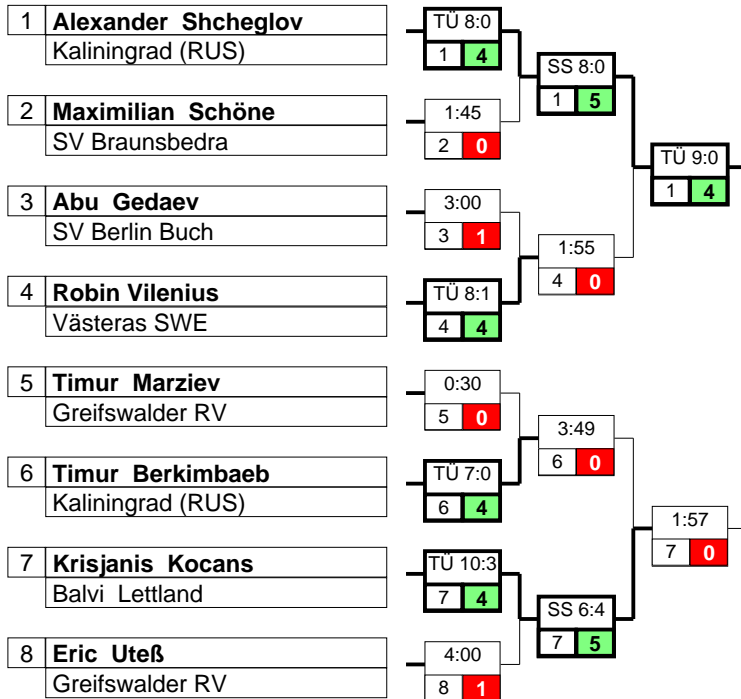 1 Alexander Shcheglov
Kaliningrad (RUS)
TÜ 8:0
1 4
SS 8:0
1 5
2 Maximilian Schöne
SV Braunsbedra
1:45
2 0
TÜ 9:0
1 4
3 Abu Gedaev
SV Berlin Buch
3:00
3 1
1:55
4 0
4 Robin Vilenius
Västeras SWE
TÜ 8:1
4 4
5 Timur Marziev
Greifswalder RV
0:30
5 0
3:49
6 0
6 Timur Berkimbaeb
Kaliningrad (RUS)
TÜ 7:0
6 4
1:57
7 0
7 Krisjanis Kocans
Balvi Lettland
TÜ 10:3
7 4
SS 6:4
7 5
8 Eric Uteß
Greifswalder RV
4:00
8 1